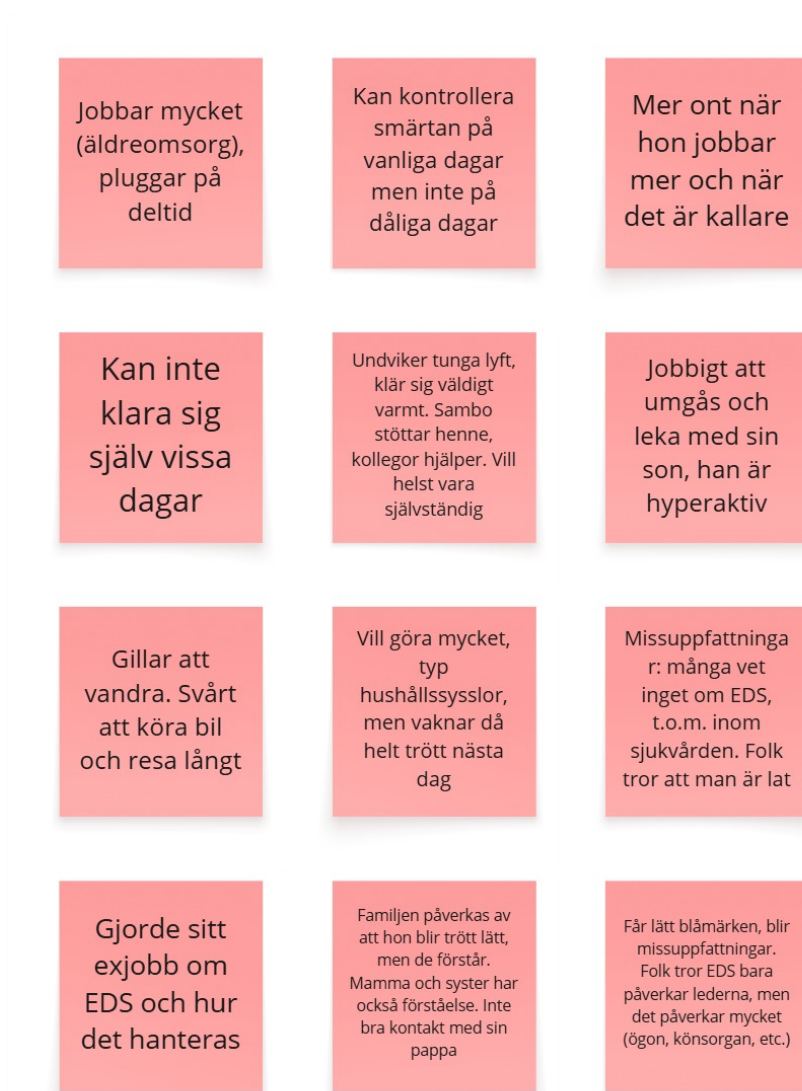 Jobbar mycket
(äldreomsorg),
pluggar på
deltid
Kan kontrollera
smärtan på
vanliga dagar
men inte på
dåliga dagar
Mer ont när
hon jobbar
mer och när
det är kallare
Kan inte
klara sig
själv vissa
dagar
Undviker tunga lyft,
klär sig väldigt
varmt. Sambo
stöttar henne,
kollegor hjälper. Vill
helst vara
självständig
Jobbigt att
umgås och
leka med sin
son, han är
hyperaktiv
Gillar att
vandra. Svårt
att köra bil
och resa långt
Vill göra mycket,
typ
hushållssysslor,
men vaknar då
helt trött nästa
dag
Missuppfattninga
r: många vet
inget om EDS,
t.o.m. inom
sjukvården. Folk
tror att man är lat
Gjorde sitt
exjobb om
EDS och hur
det hanteras
Familjen påverkas av
att hon blir trött lätt,
men de förstår.
Mamma och syster har
också förståelse. Inte
bra kontakt med sin
pappa
Får lätt blåmärken, blir
missuppfattningar.
Folk tror EDS bara
påverkar lederna, men
det påverkar mycket
(ögon, könsorgan, etc.)